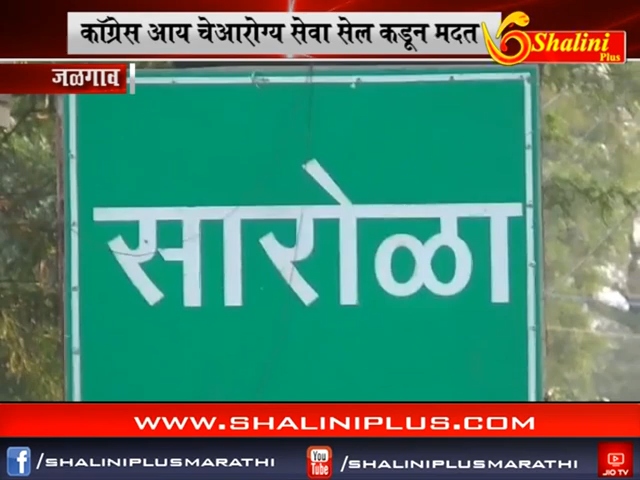 कॉंग्रेस आय चेआरोग्य सेवा सेल कडून मदत
Shalini
Plus
जळगाव
सारोळा
WWW.SHALINIPLUS.COM
/SHALINIPLUSMARATHI
You
Tube
/SHALINIPLUSMARATHI
JIO TV